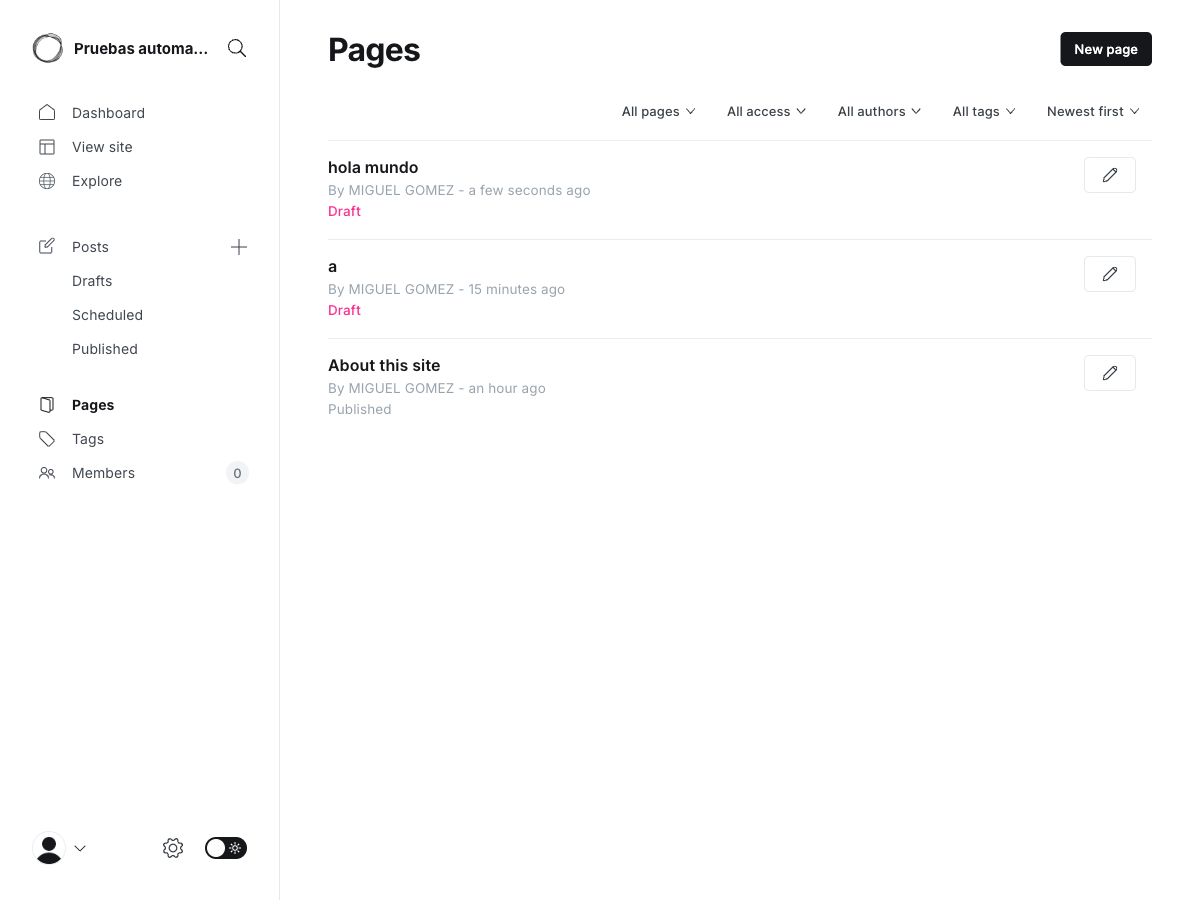 Pruebas automa...
Dashboard
View site
Explore
Posts
Drafts
Scheduled
Published
Pages
Tags
Members
0
Pages
New page
All pages
All access
All authors
All tags
Newest first
hola mundo
By MIGUEL GOMEZ - a few seconds ago
Draft
a
By MIGUEL GOMEZ - 15 minutes ago
Draft
About this site
By MIGUEL GOMEZ - an hour ago
Published